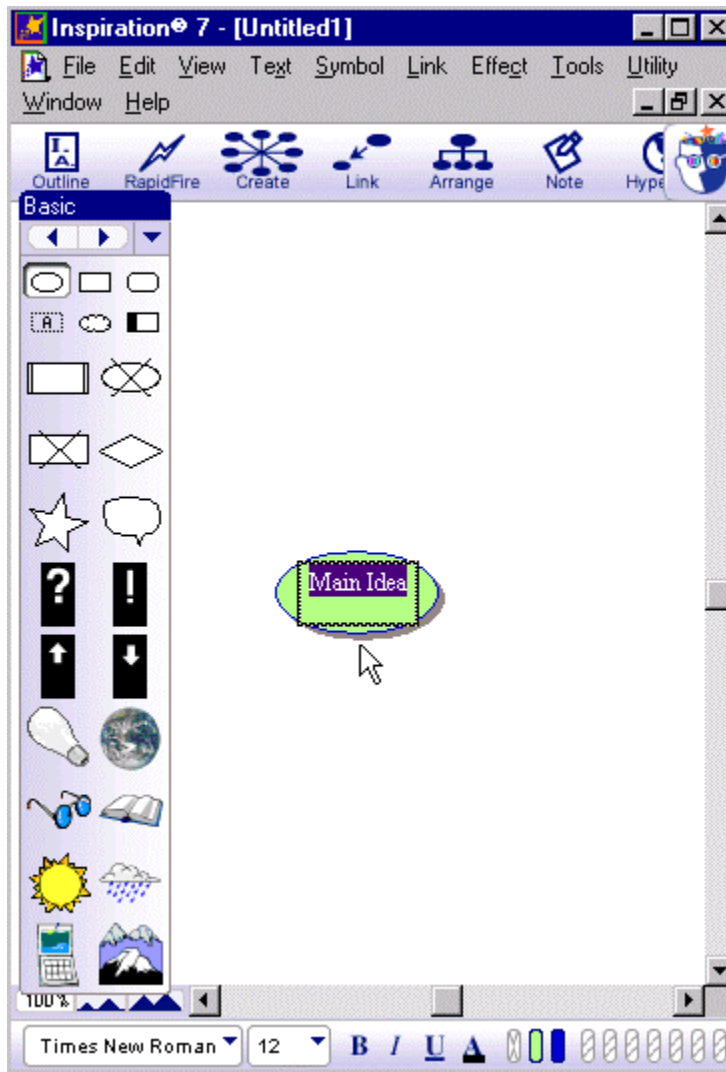 Inspiration® 7 - [Untitled1]
File Edit View Text Symbol Link Effect Tools Utility
Window Help
I.
A.
Outline RapidFire Create Link Arrange Note Hype
Basic
A
? !
Main Idea
100%
Times New Roman 12 B I U A